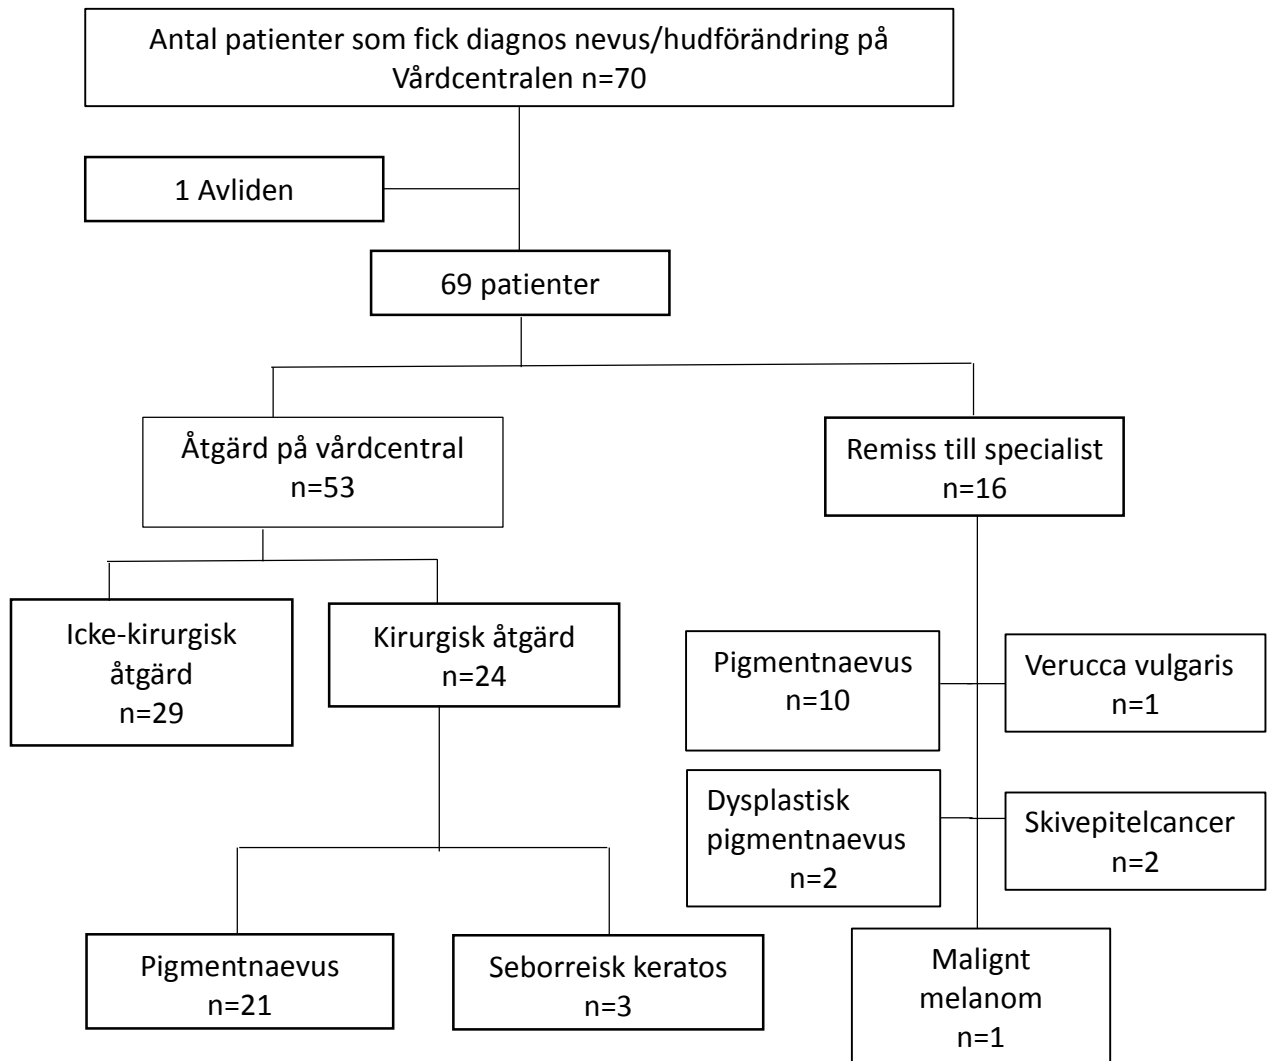 Antal patienter som fick diagnos nevus/hudförändring på
Vårdcentralen n=70
1 Avliden
69 patienter
Åtgärd på vårdcentral
n=53
Remiss till specialist
n=16
Icke-kirurgisk
åtgärd
n=29
Kirurgisk åtgärd
n=24
Pigmentnaevus
n=10
Verucca vulgaris
n=1
Dysplastisk
pigmentnaevus
n=2
Skivepitelcancer
n=2
Pigmentnaevus
n=21
Seborreisk keratos
n=3
Malignt
melanom
n=1